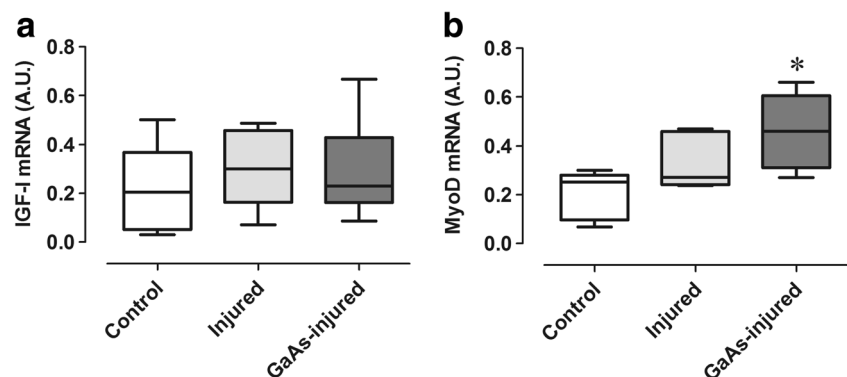 a
IGF-I mRNA (A.U.)
0.8
0.6
0.4
0.2
0.0
Control
Injured
GaAs-injured
b
MyoD mRNA (A.U.)
0.8
0.6
0.4
0.2
0.0
*
Control
Injured
GaAs-injured